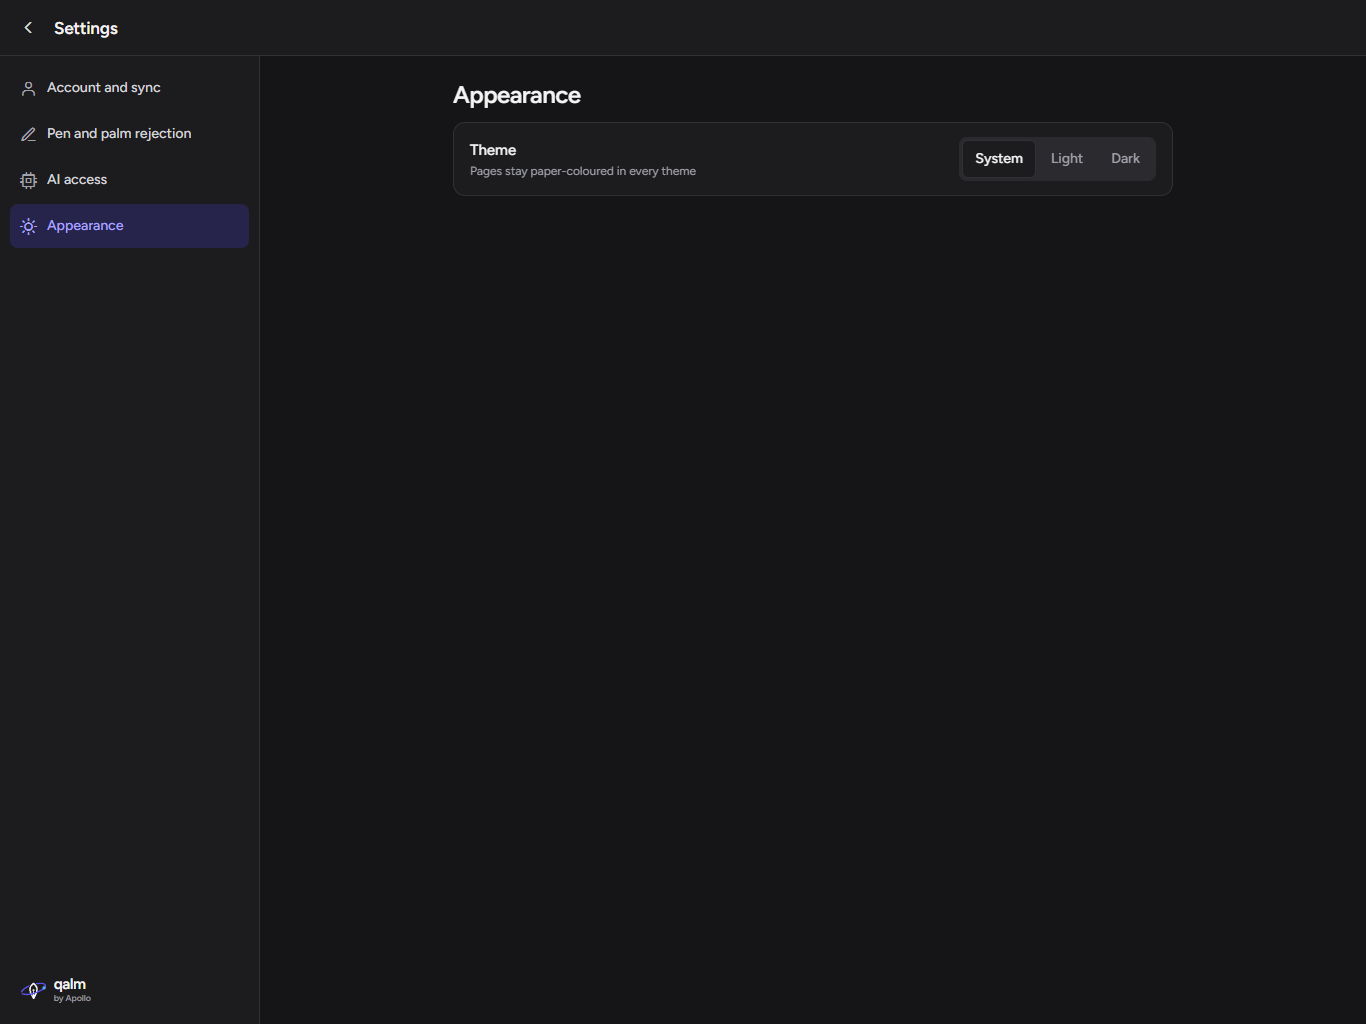 Settings
Account and sync
Pen and palm rejection
AI access
Appearance
Appearance
Theme
Pages stay paper-coloured in every theme
System
Light
Dark
qalm
by Apollo